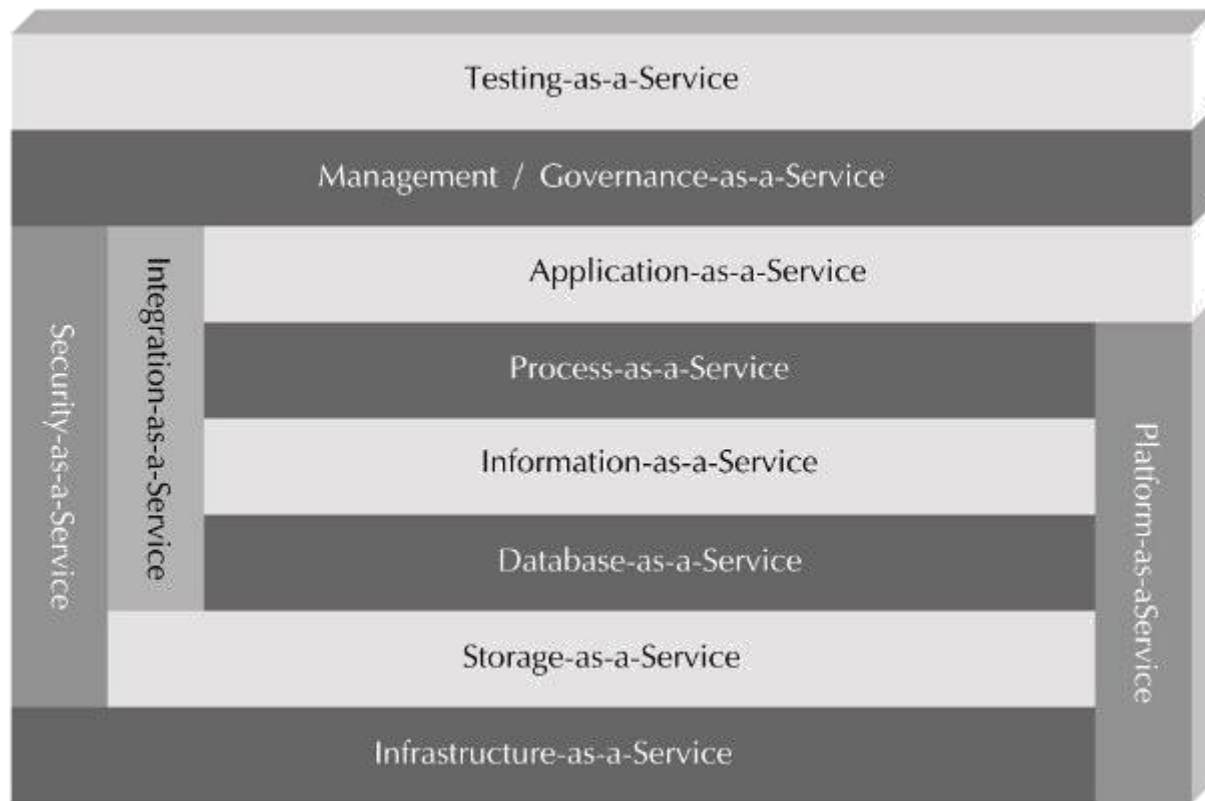 Testing-as-a-Service
Management / Governance-as-a-Service
Security-as-a-Service
Integration-as-a-Service
Application-as-a-Service
Process-as-a-Service
Information-as-a-Service
Database-as-a-Service
Platform-as-aService
Storage-as-a-Service
Infrastructure-as-a-Service